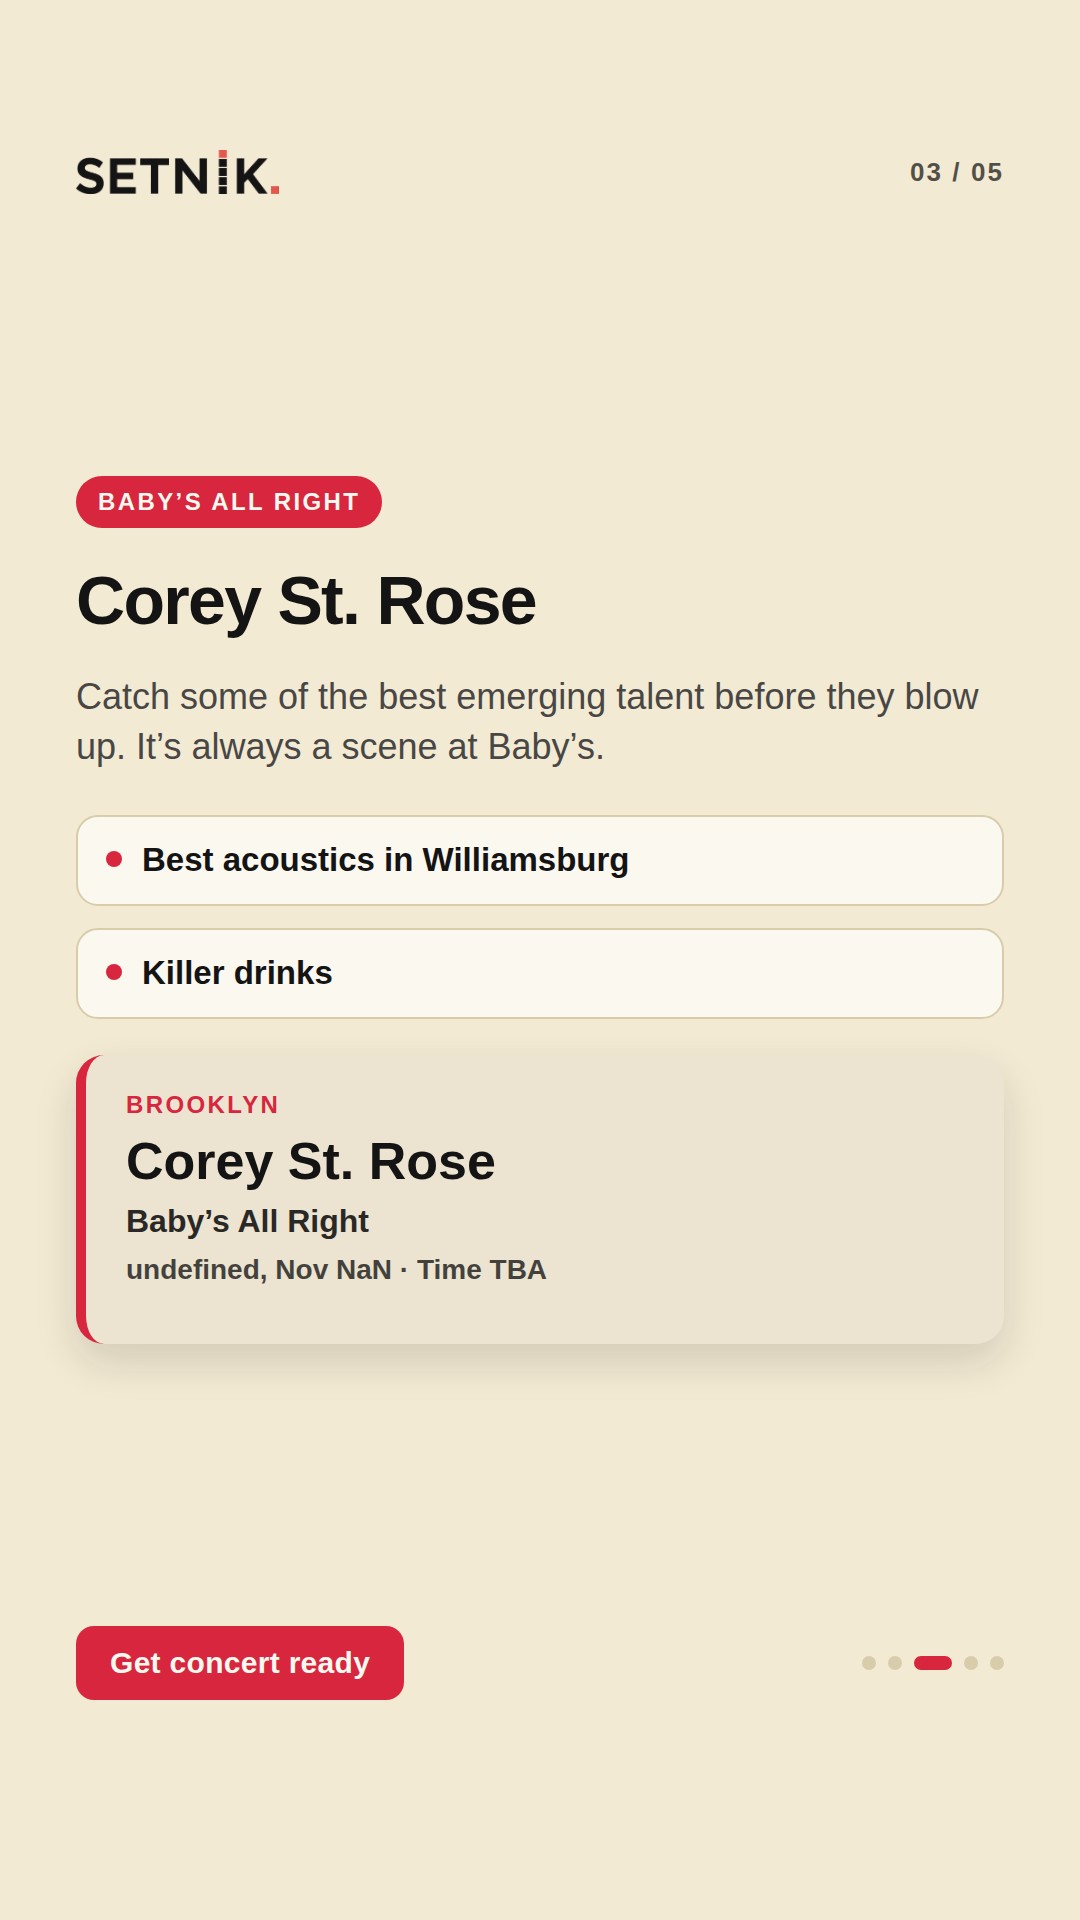 SETNIK.
03 / 05
BABY’S ALL RIGHT
Corey St. Rose
Catch some of the best emerging talent before they blow
up. It’s always a scene at Baby’s.
Best acoustics in Williamsburg
Killer drinks
BROOKLYN
Corey St. Rose
Baby’s All Right
undefined, Nov NaN · Time TBA
Get concert ready